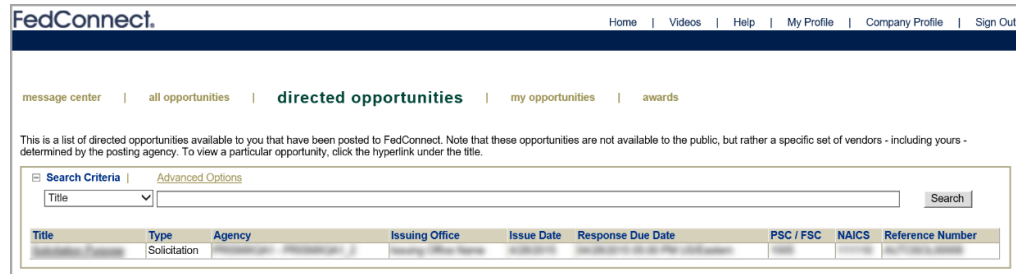 FedConnect.
Home | Videos | Help | My Profile | Company Profile | Sign Out
message center | all opportunities | directed opportunities | my opportunities | awards
This is a list of directed opportunities available to you that have been posted to FedConnect. Note that these opportunities are not available to the public, but rather a specific set of vendors - including yours -
determined by the posting agency. To view a particular opportunity, click the hyperlink under the title.
Search Criteria | Advanced Options
Title Search
Title Type Agency Issuing Office Issue Date Response Due Date PSC / FSC NAICS Reference Number
Solicitation